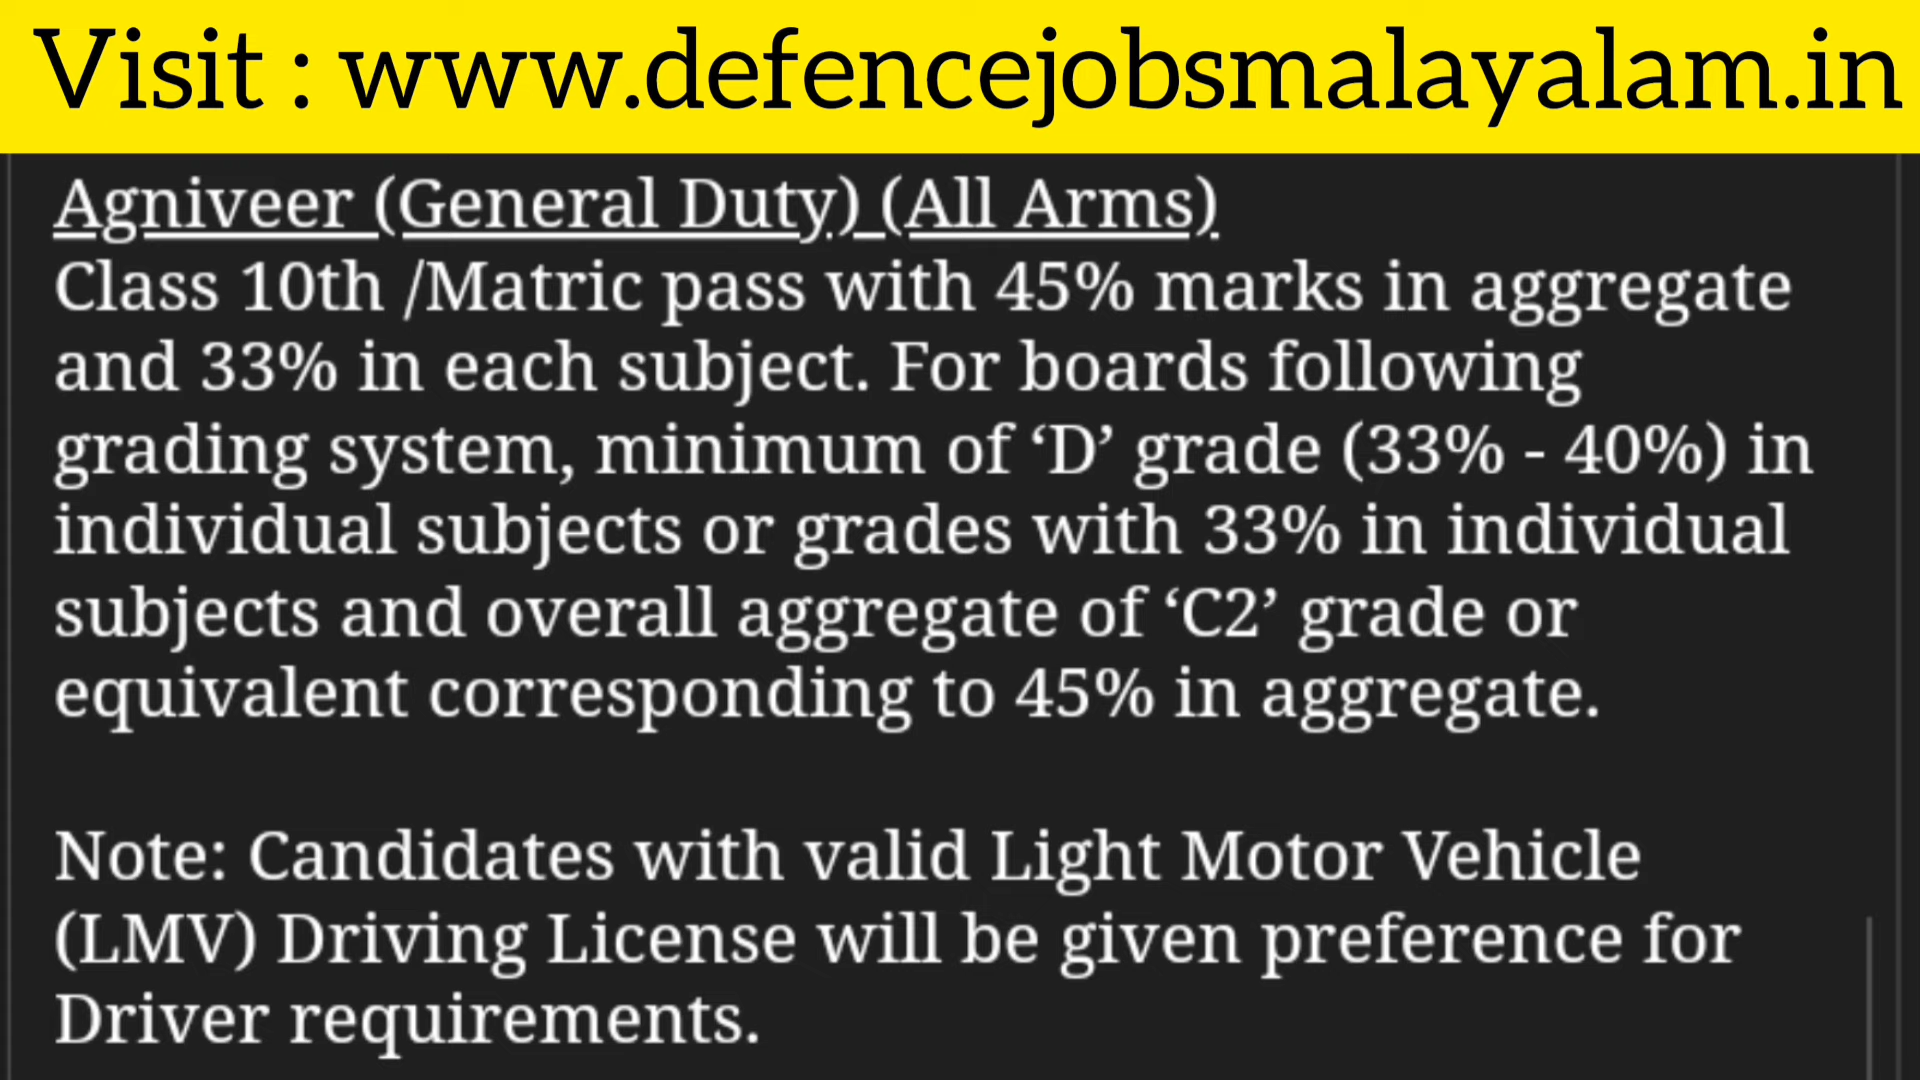 Visit : www.defencejobsmalayalam.in
Agniveer (General Duty) (All Arms)
Class 10th /Matric pass with 45% marks in aggregate
and 33% in each subject. For boards following
grading system, minimum of ‘D’ grade (33% - 40%) in
individual subjects or grades with 33% in individual
subjects and overall aggregate of ‘C2’ grade or
equivalent corresponding to 45% in aggregate.
Note: Candidates with valid Light Motor Vehicle
(LMV) Driving License will be given preference for
Driver requirements.